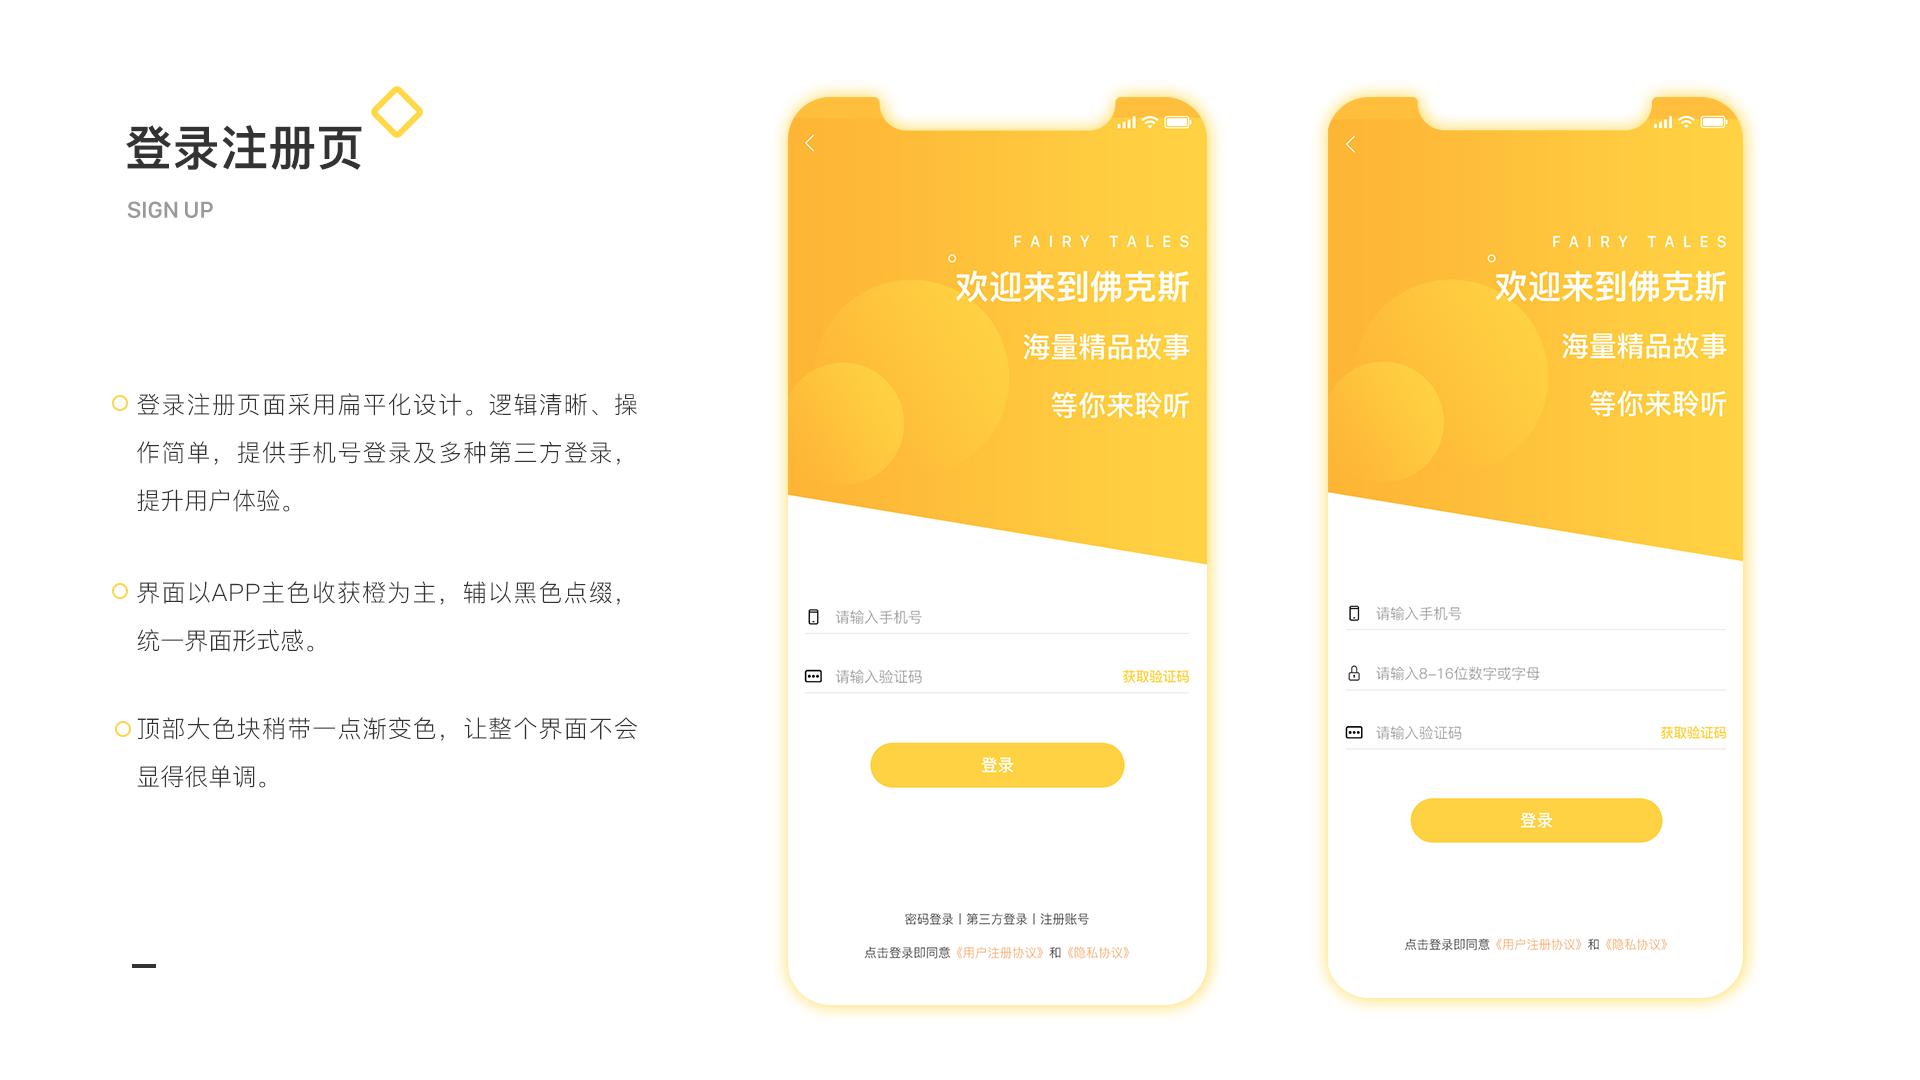 登录注册页
SIGN UP
登录注册页面采用扁平化设计。逻辑清晰、操
作简单，提供手机号登录及多种第三方登录，
提升用户体验。
界面以APP主色收获橙为主，辅以黑色点缀，
统一界面形式感。
顶部大色块稍带一点渐变色，让整个界面不会
显得很单调。
FAIRY TALES
欢迎来到佛克斯
海量精品故事
等你来聆听
请输入手机号
请输入验证码 获取验证码
登录
密码登录丨第三方登录丨注册账号
点击登录即同意《用户注册协议》和《隐私协议》
FAIRY TALES
欢迎来到佛克斯
海量精品故事
等你来聆听
请输入手机号
请输入8-16位数字或字母
请输入验证码 获取验证码
登录
点击登录即同意《用户注册协议》和《隐私协议》